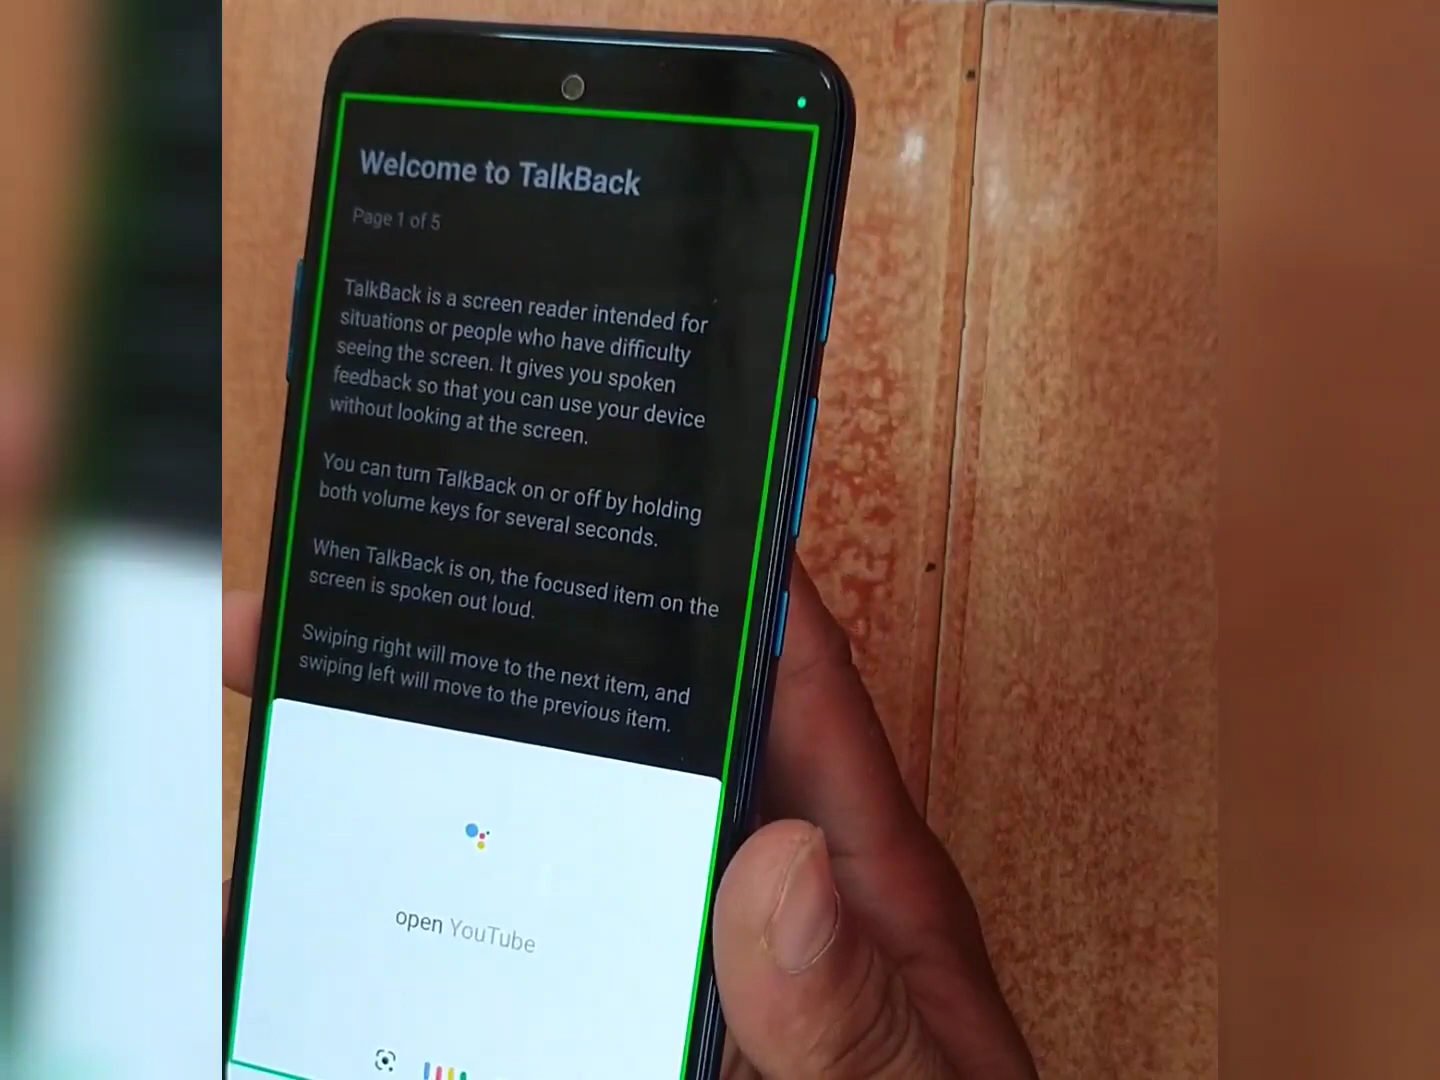 Welcome to TalkBack
Page 1 of 5
TalkBack is a screen reader intended for
situations or people who have difficulty
seeing the screen. It gives you spoken
feedback so that you can use your device
without looking at the screen.
You can turn TalkBack on or off by holding
both volume keys for several seconds.
When TalkBack is on, the focused item on the
screen is spoken out loud.
Swiping right will move to the next item, and
swiping left will move to the previous item.
open YouTube